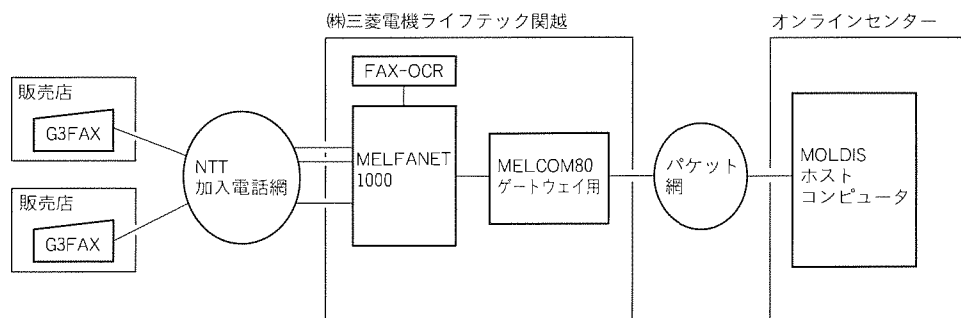 ㈱三菱電機ライフテック関越
オンラインセンター
FAX-OCR
販売店
G3FAX
販売店
G3FAX
NTT
加入電話網
MELFANET
1000
MELCOM80
ゲートウェイ用
パケット
網
MOLDIS
ホスト
コンピュータ